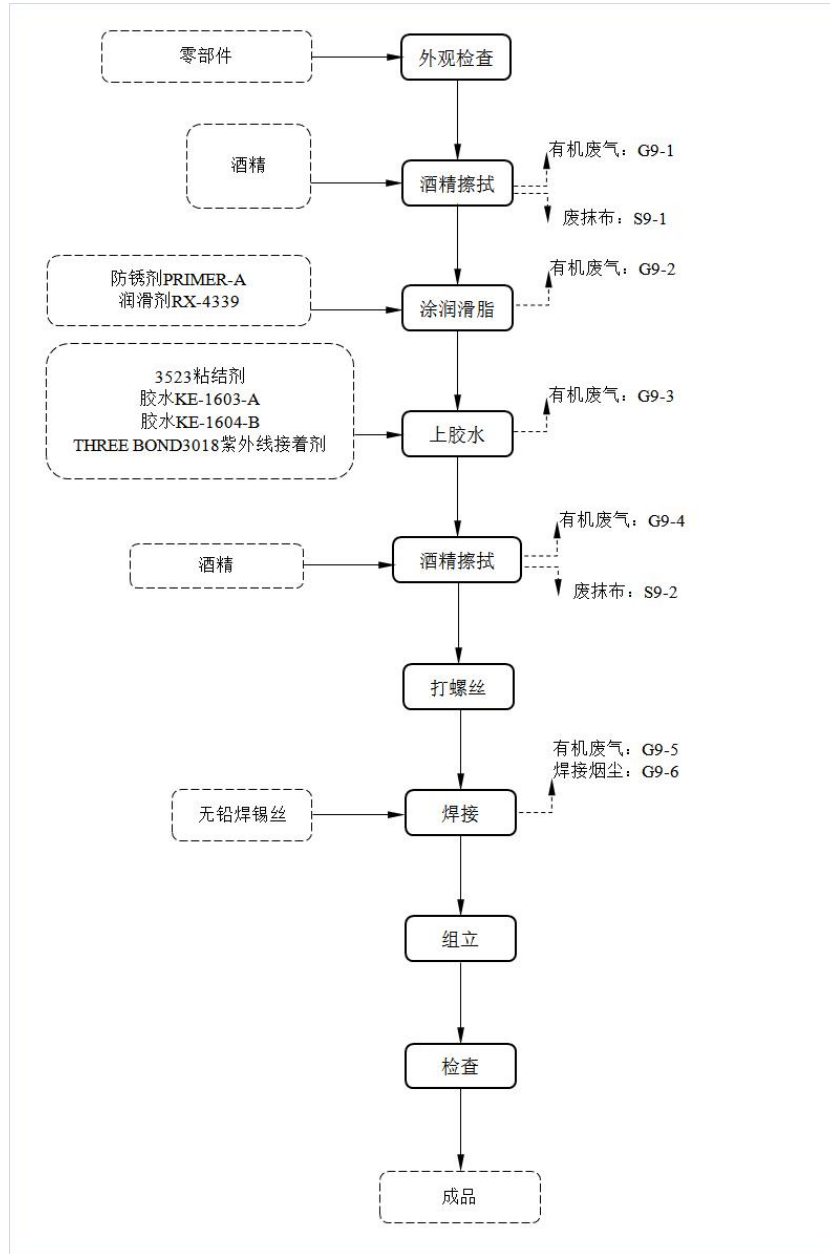 零部件
外观检查
酒精
酒精擦拭
有机废气：G9-1
废抹布：S9-1
防锈剂PRIMER-A
润滑剂RX-4339
涂润滑脂
有机废气：G9-2
3523粘结剂
胶水KE-1603-A
胶水KE-1604-B
THREE BOND3018紫外线接着剂
上胶水
有机废气：G9-3
酒精
酒精擦拭
有机废气：G9-4
废抹布：S9-2
打螺丝
有机废气：G9-5
焊接烟尘：G9-6
无铅焊锡丝
焊接
组立
检查
成品